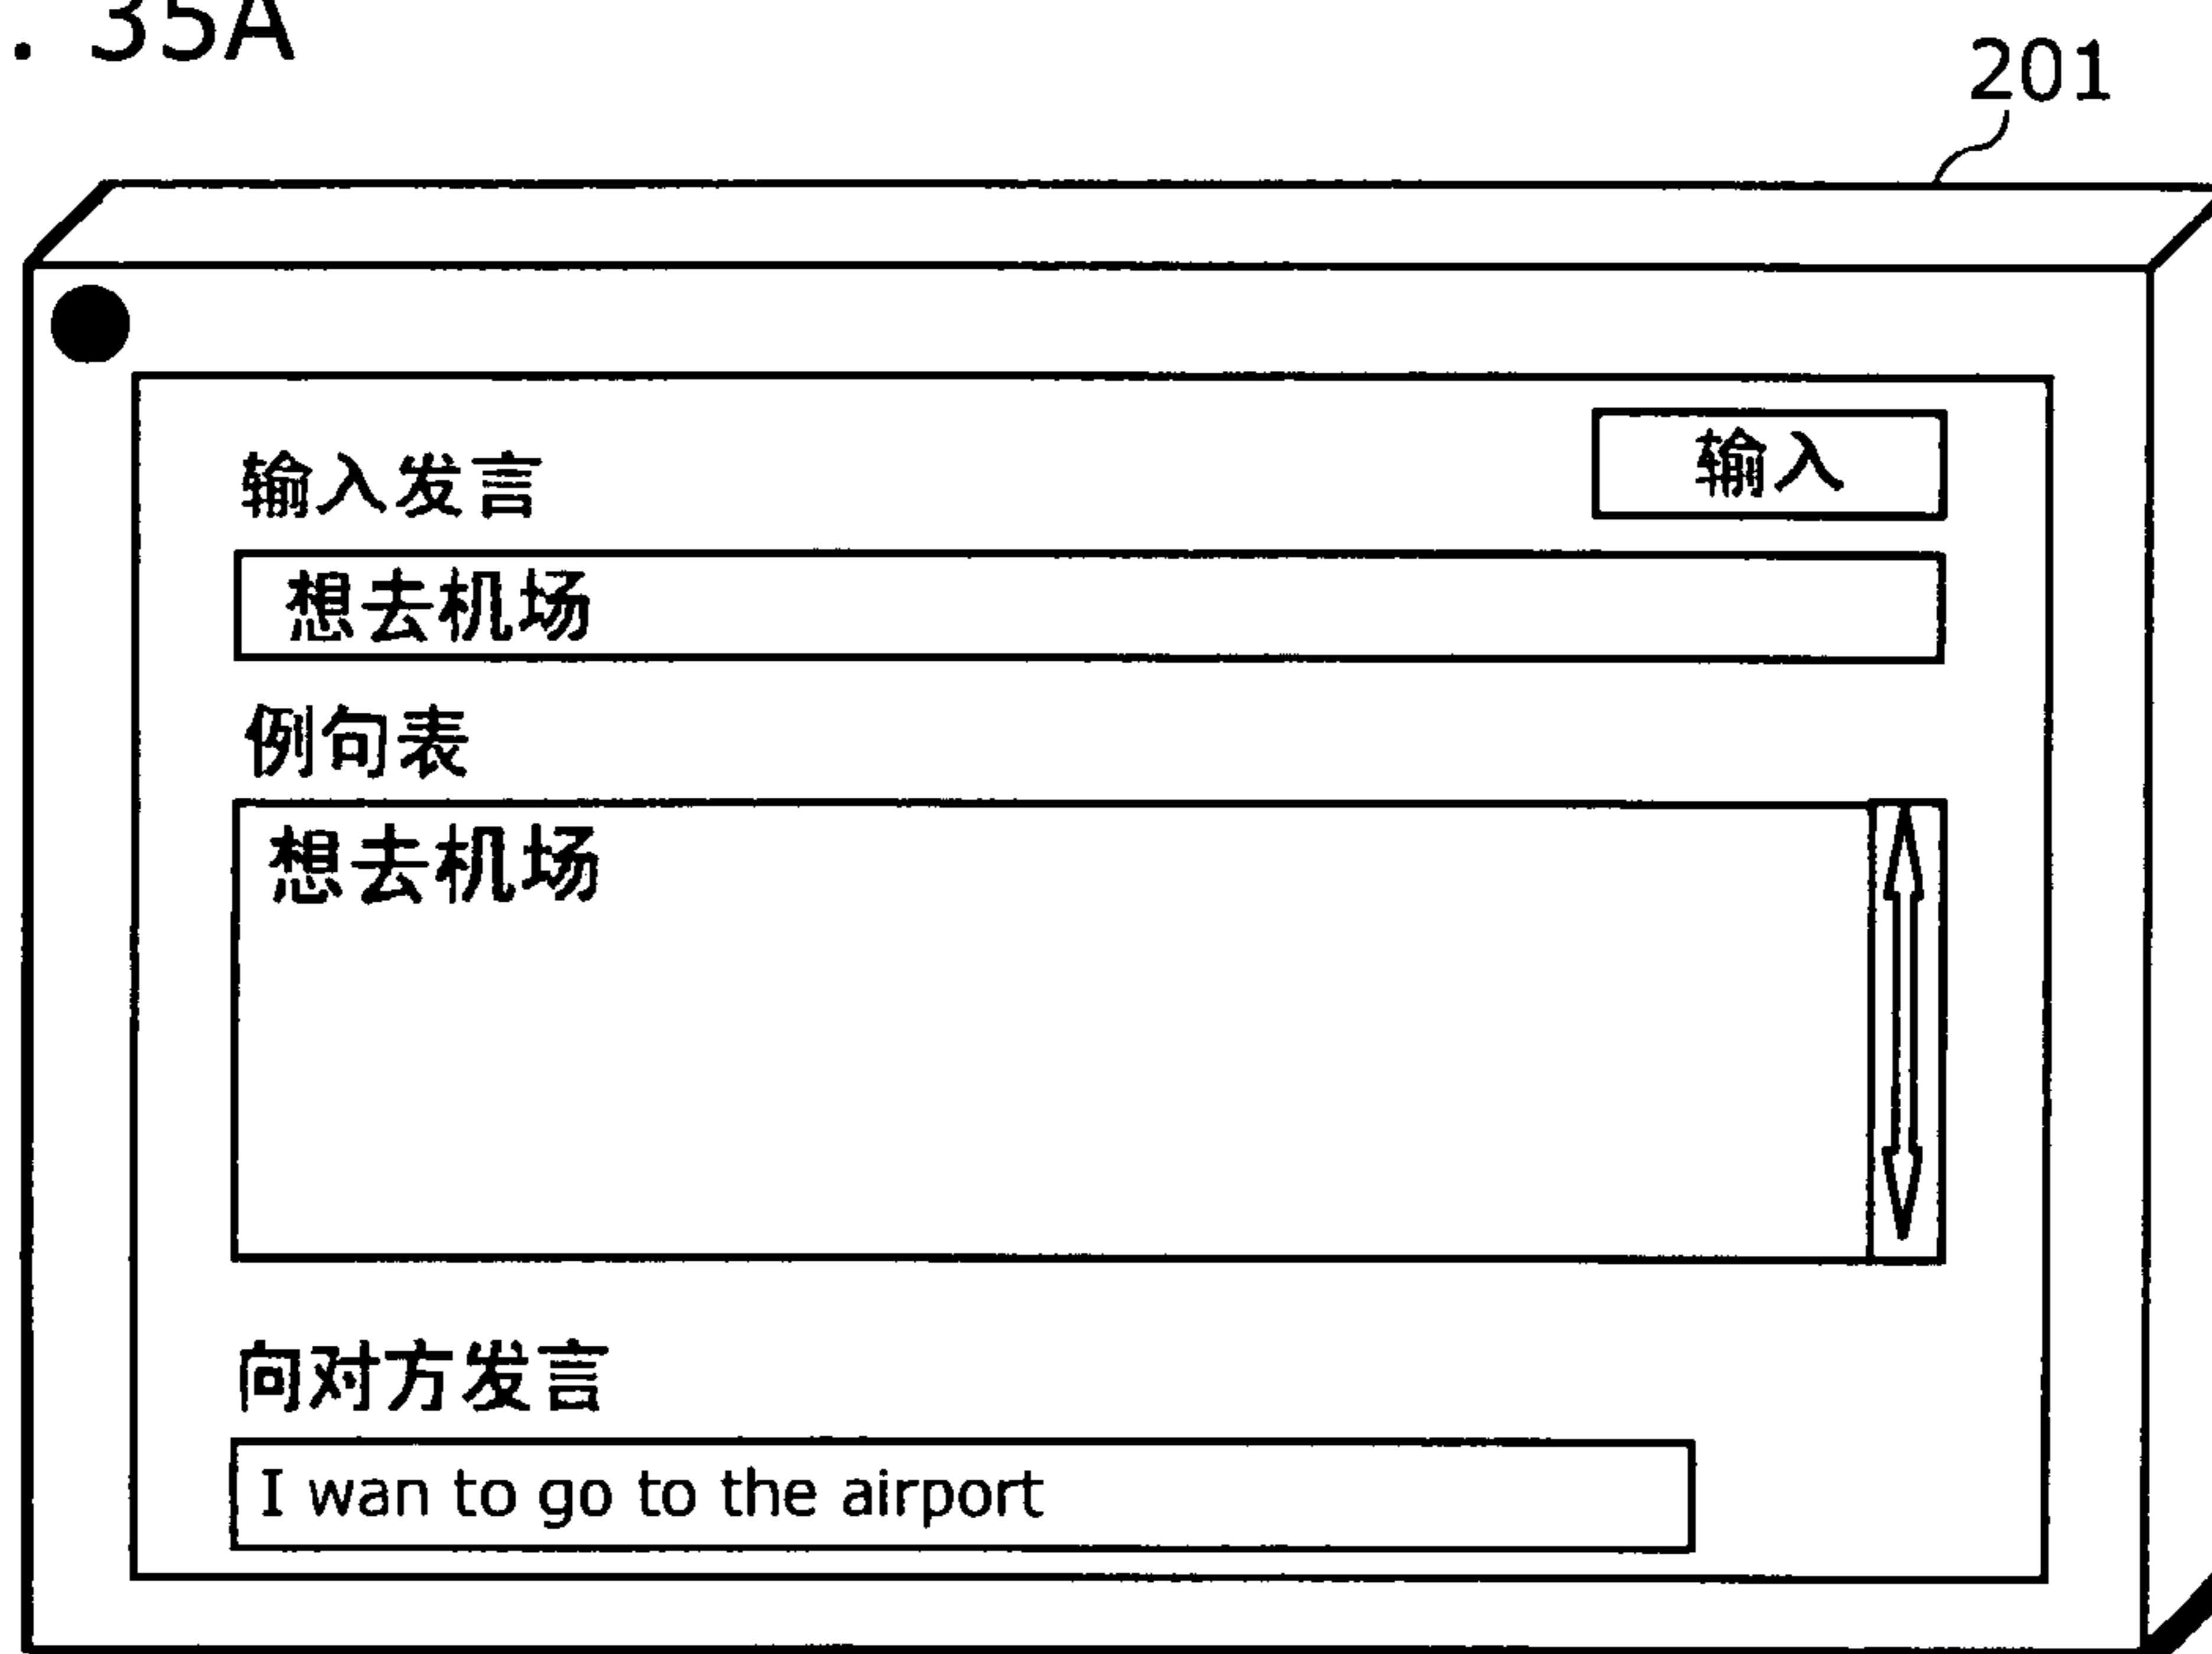 . 35A
201
输入发言
输入
想去机场
例句表
想去机场
向对方发言
I wan to go to the airport